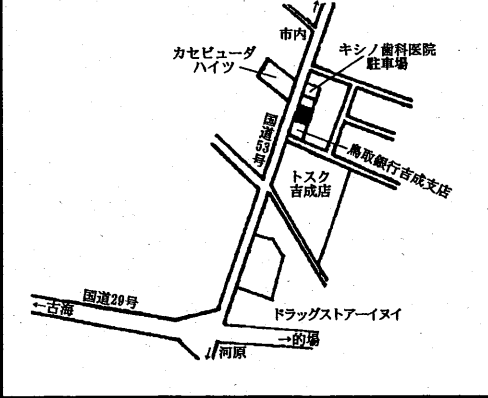 市内
キシノ歯科医院
駐車場
カセビューダ
ハイツ
国道53号
鳥取銀行吉成支店
トスク
吉成店
国道29号
←古海
ドラッグストアーイヌイ
→的場
↓河原